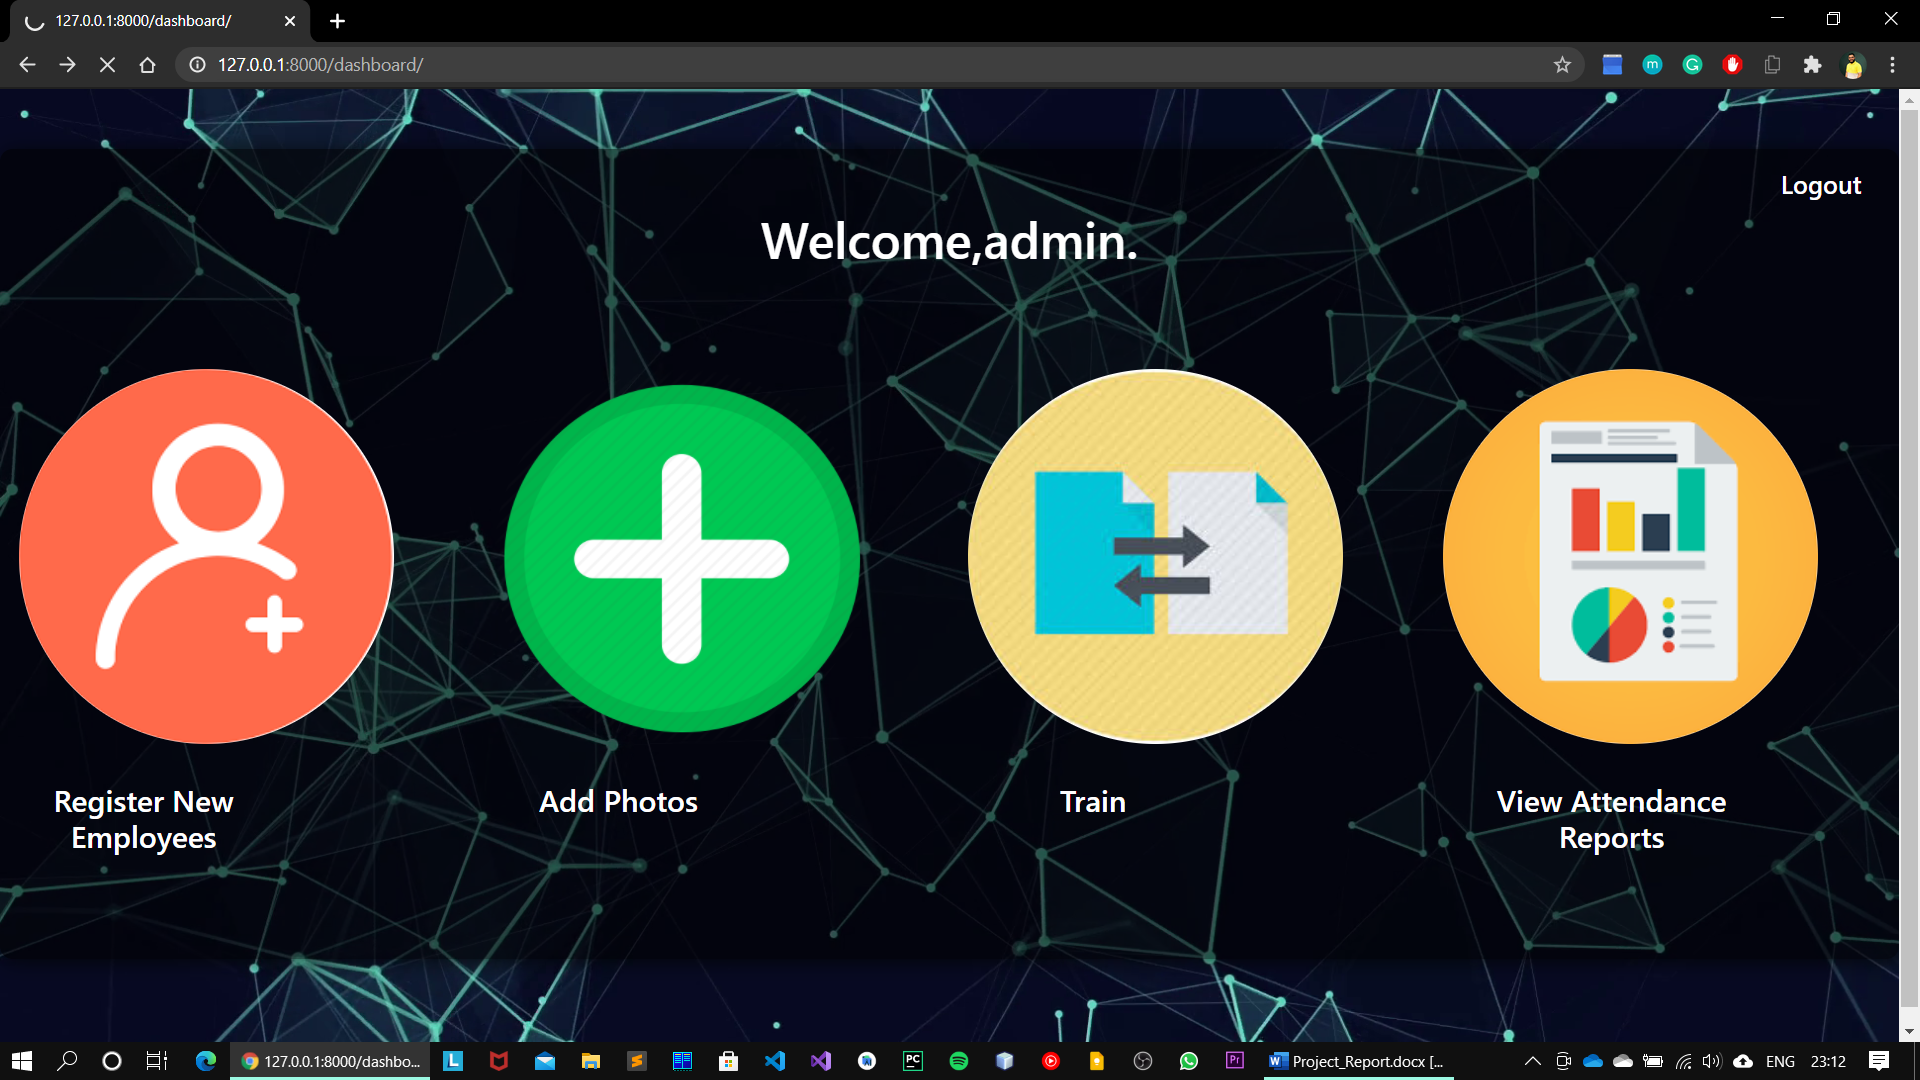 127.0.0.1:8000/dashboard/
127.0.0.1:8000/dashboard/
Logout
Welcome,admin.
Register New
Employees
Add Photos
Train
View Attendance
Reports
127.0.0.1:8000/dashbo...
Project_Report.docx [...
ENG
23:12